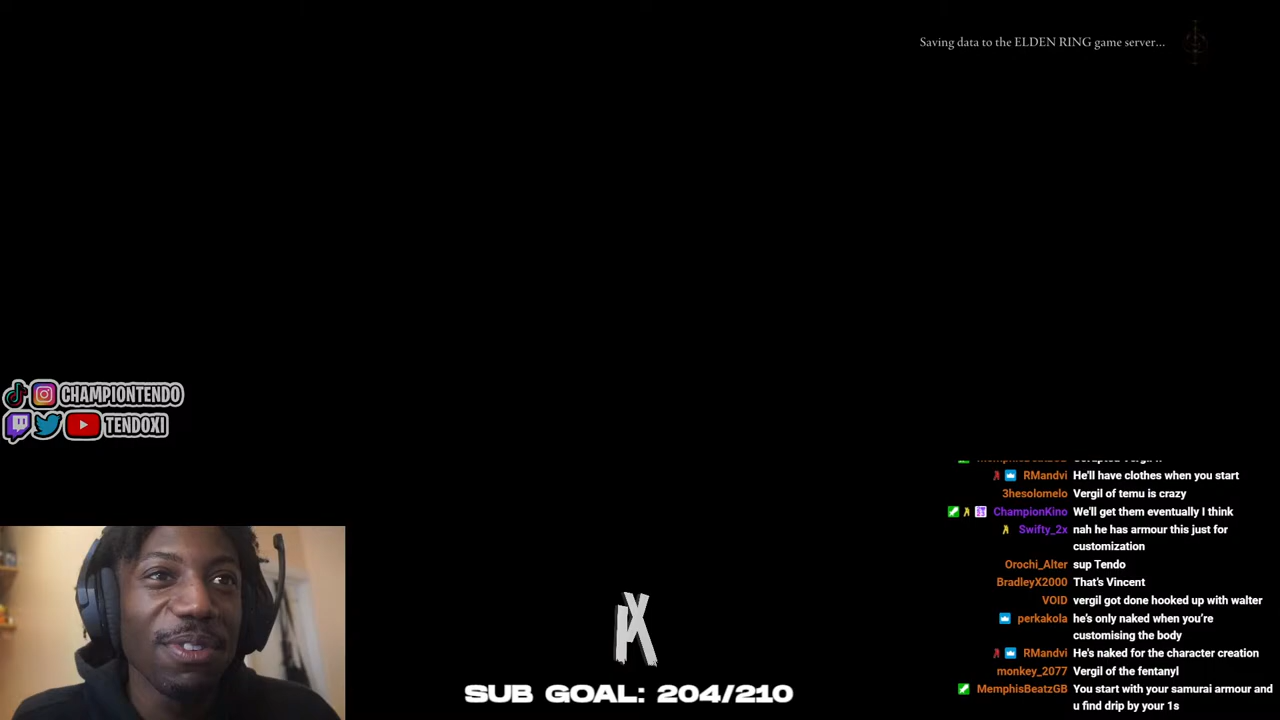 Saving data to the ELDEN RING game server...
CHAMPIONTENDO
TENDOXI
RMandvi He'll have clothes when you start
3hesolomelo Vergil of temu is crazy
ChampionKino We'll get them eventually I think
Swifty_2x nah he has armour this just for
customization
Orochi_Alter sup Tendo
BradleyX2000 That's Vincent
VOID vergil got done hooked up with walter
perkakola he's only naked when you're
customising the body
RMandvi He's naked for the character creation
monkey_2077 Vergil of the fentanyl
MemphisBeatzGB You start with your samurai armour and
u find drip by your 1s
SUB GOAL: 204/210